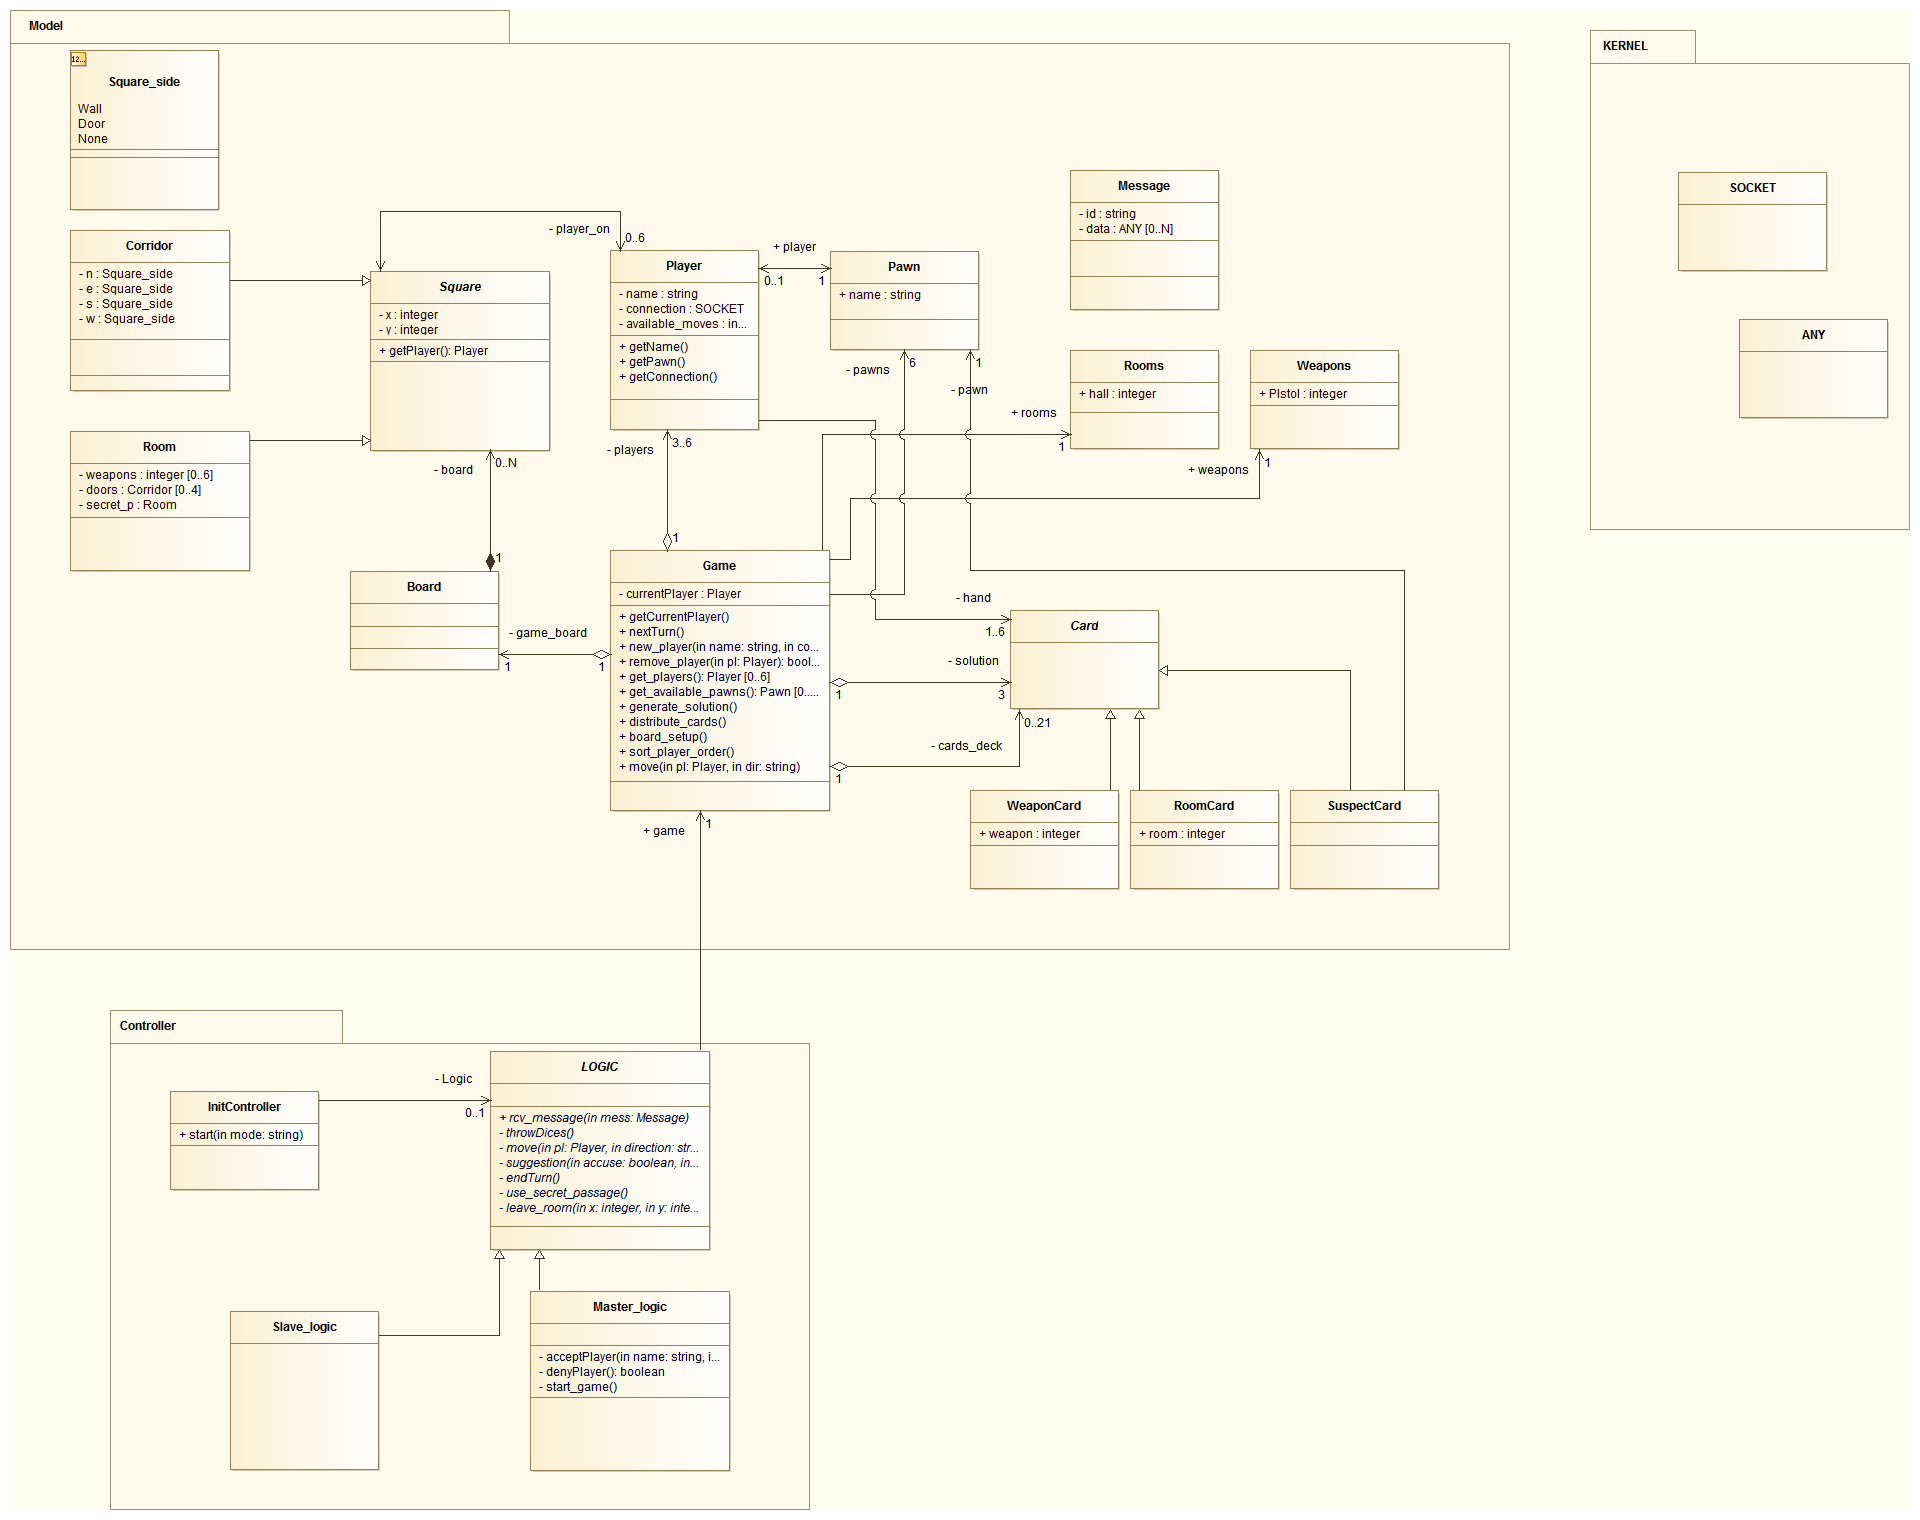 Model
12...
Square_side
Wall
Door
None
Corridor
- n : Square_side
- e : Square_side
- s : Square_side
- w : Square_side
Room
- weapons : integer [0..6]
- doors : Corridor [0..4]
- secret_p : Room
Square
- x : integer
- y : integer
+ getPlayer(): Player
- player_on
0..6
Player
- name : string
- connection : SOCKET
- available_moves : in...
+ getName()
+ getPawn()
+ getConnection()
+ player
0..1
1
Pawn
+ name : string
Message
- id : string
- data : ANY [0..N]
Rooms
+ hall : integer
Weapons
+ PIstol : integer
- pawns
6
- pawn
1
+ rooms
1
+ weapons
1
- players
3..6
1
- board
0..N
1
Board
- game_board
1
1
Game
- currentPlayer : Player
+ getCurrentPlayer()
+ nextTurn()
+ new_player(in name: string, in co...
+ remove_player(in pl: Player): bool...
+ get_players(): Player [0..6]
+ get_available_pawns(): Pawn [0.....
+ generate_solution()
+ distribute_cards()
+ board_setup()
+ sort_player_order()
+ move(in pl: Player, in dir: string)
- hand
1..6
- solution
1
3
- cards_deck
1
0..21
Card
WeaponCard
+ weapon : integer
RoomCard
+ room : integer
SuspectCard
+ game
1
KERNEL
SOCKET
ANY
Controller
InitController
+ start(in mode: string)
- Logic
0..1
LOGIC
+ rcv_message(in mess: Message)
- throwDices()
- move(in pl: Player, in direction: str...
- suggestion(in accuse: boolean, in...
- endTurn()
- use_secret_passage()
- leave_room(in x: integer, in y: inte...
Slave_logic
Master_logic
- acceptPlayer(in name: string, i...
- denyPlayer(): boolean
- start_game()